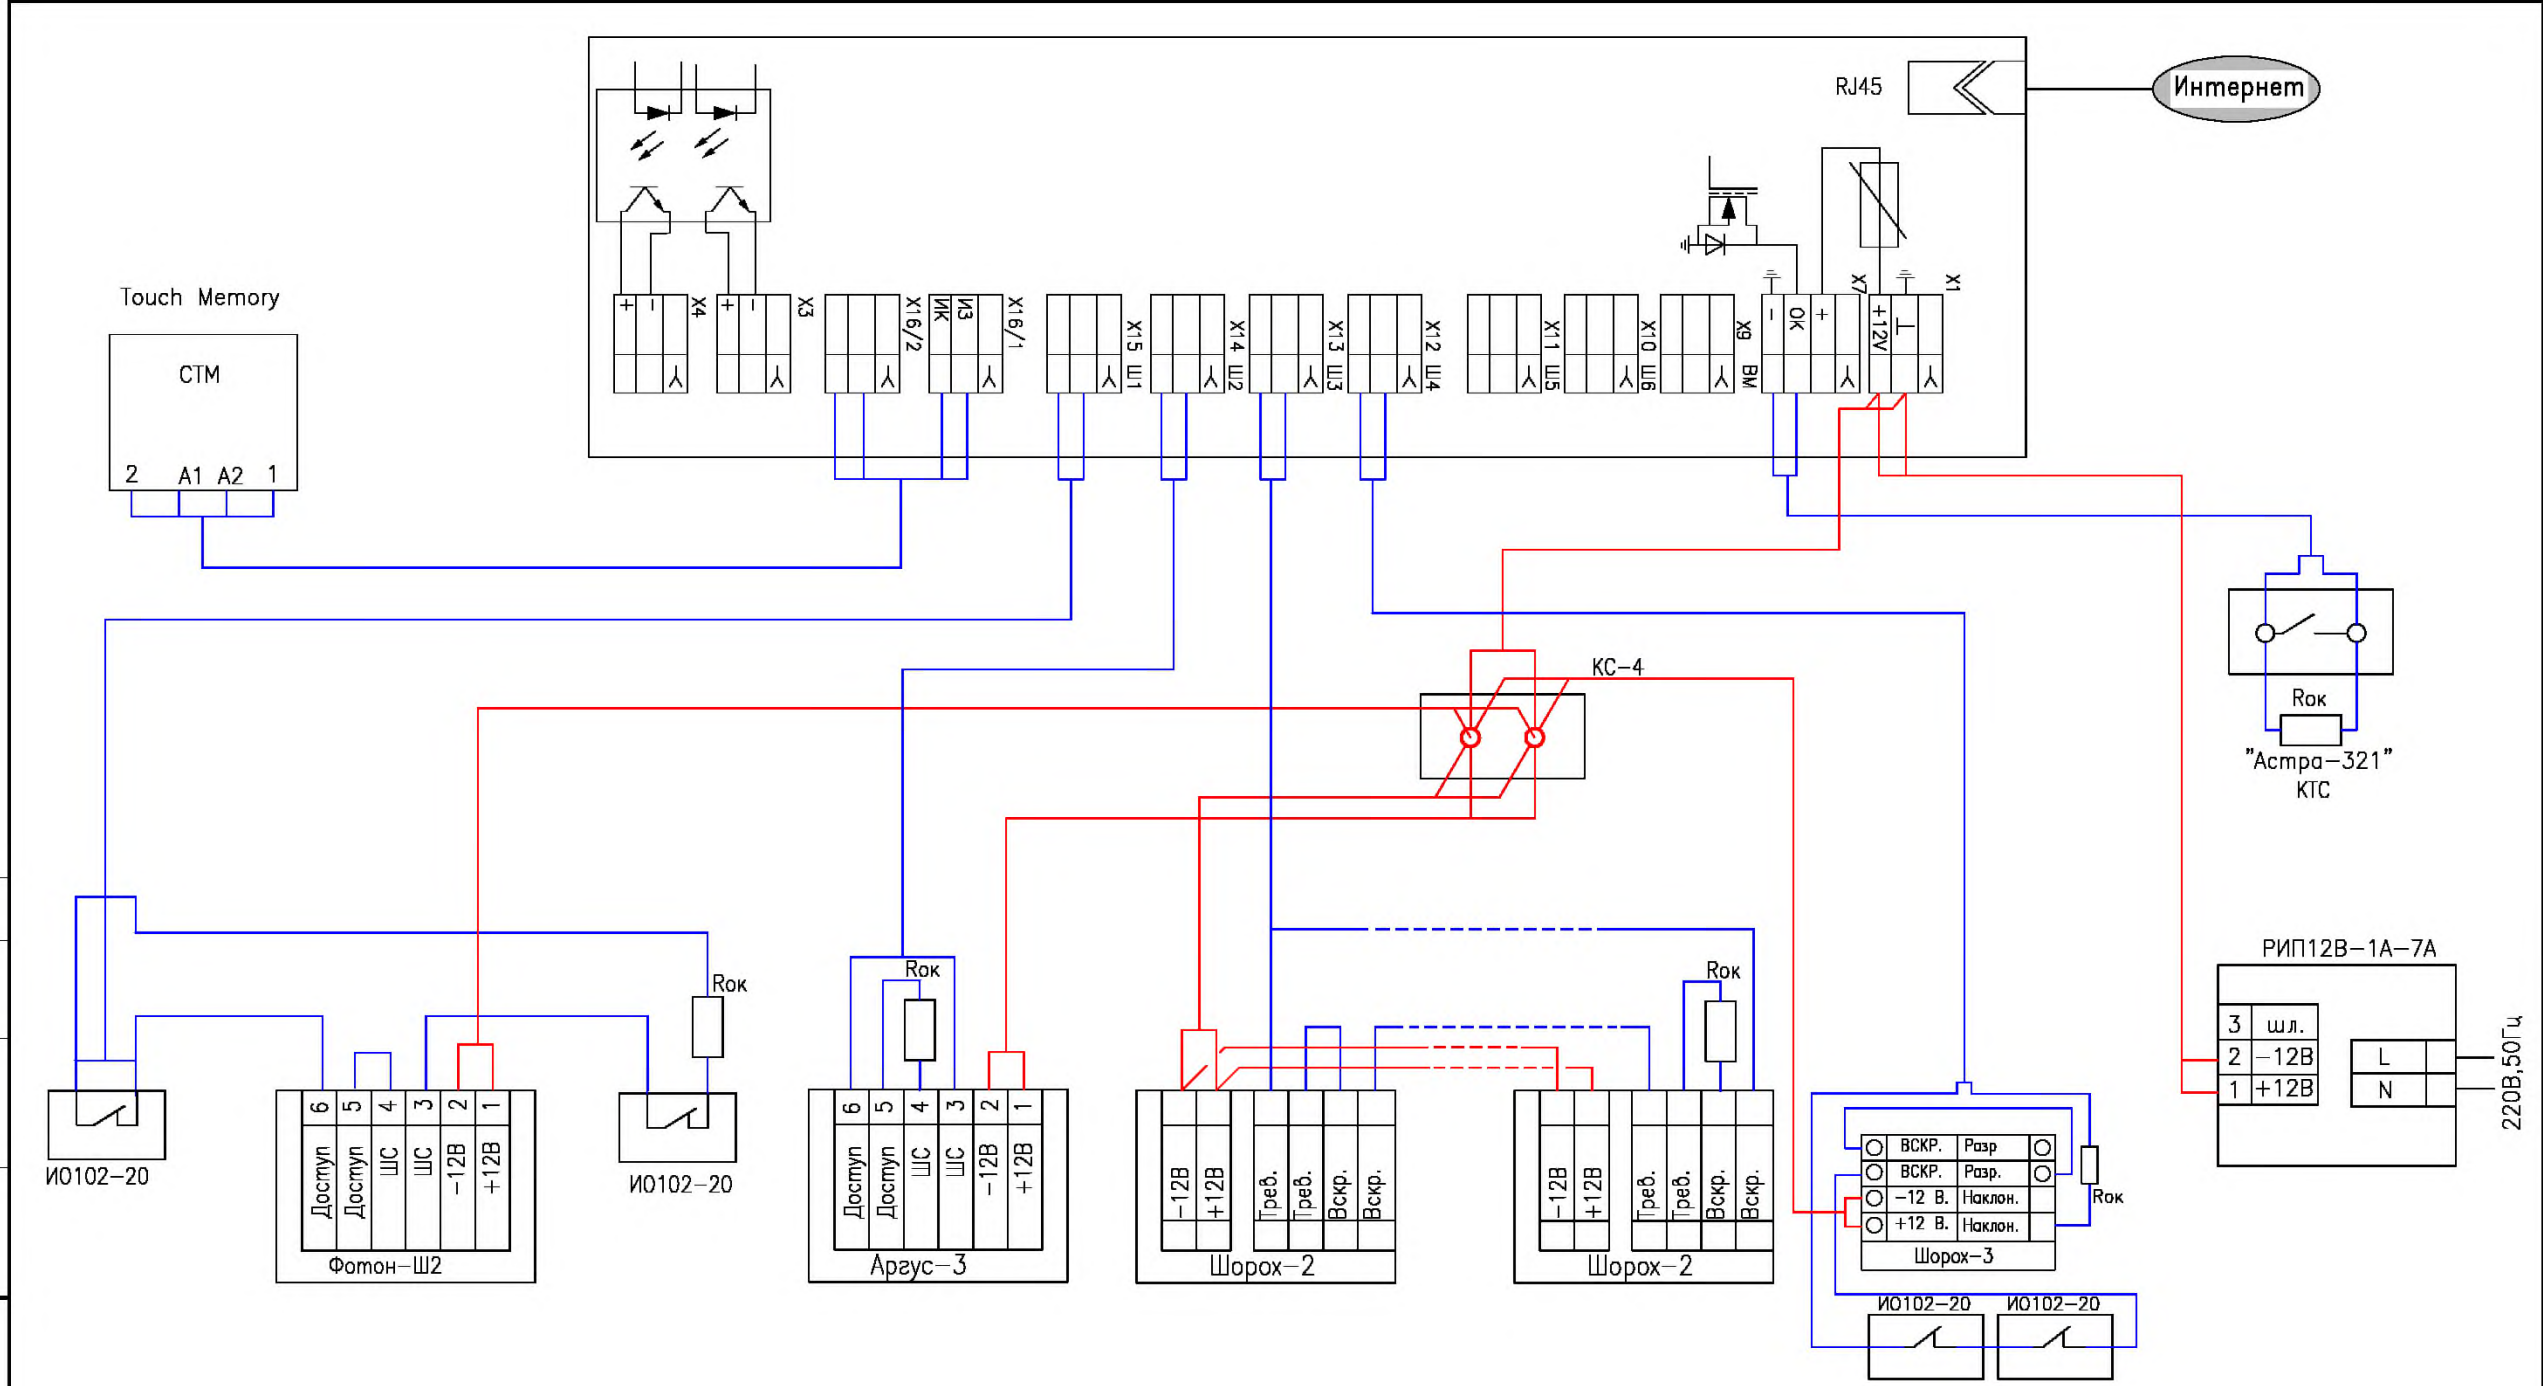 RJ45
Интернет
Touch Memory
СТМ
2 А1 А2 1
+ − X4
+ − X3
X16/2
ИК ИЗ X16/1
X15 Ш1
X14 Ш2
X13 Ш3
X12 Ш4
X11 Ш5
X10 Ш6
X9 ВМ
− ОК + X7
+12V ⊥ X1
КС−4
Rок
"Астра−321"
КТС
РИП12В−1А−7А
3 шл.
2 −12В
1 +12В
L
N
220В,50Гц
ИО102−20
6 5 4 3 2 1
Доступ Доступ ШС ШС −12В +12В
Фотон−Ш2
Rок
ИО102−20
Rок
6 5 4 3 2 1
Доступ Доступ ШС ШС −12В +12В
Аргус−3
−12В +12В Трев. Трев. Вскр. Вскр.
Шорох−2
Rок
−12В +12В Трев. Трев. Вскр. Вскр.
Шорох−2
ВСКР. Разр
ВСКР. Разр.
−12 В. Наклон.
+12 В. Наклон.
Шорох−3
Rок
ИО102−20
ИО102−20